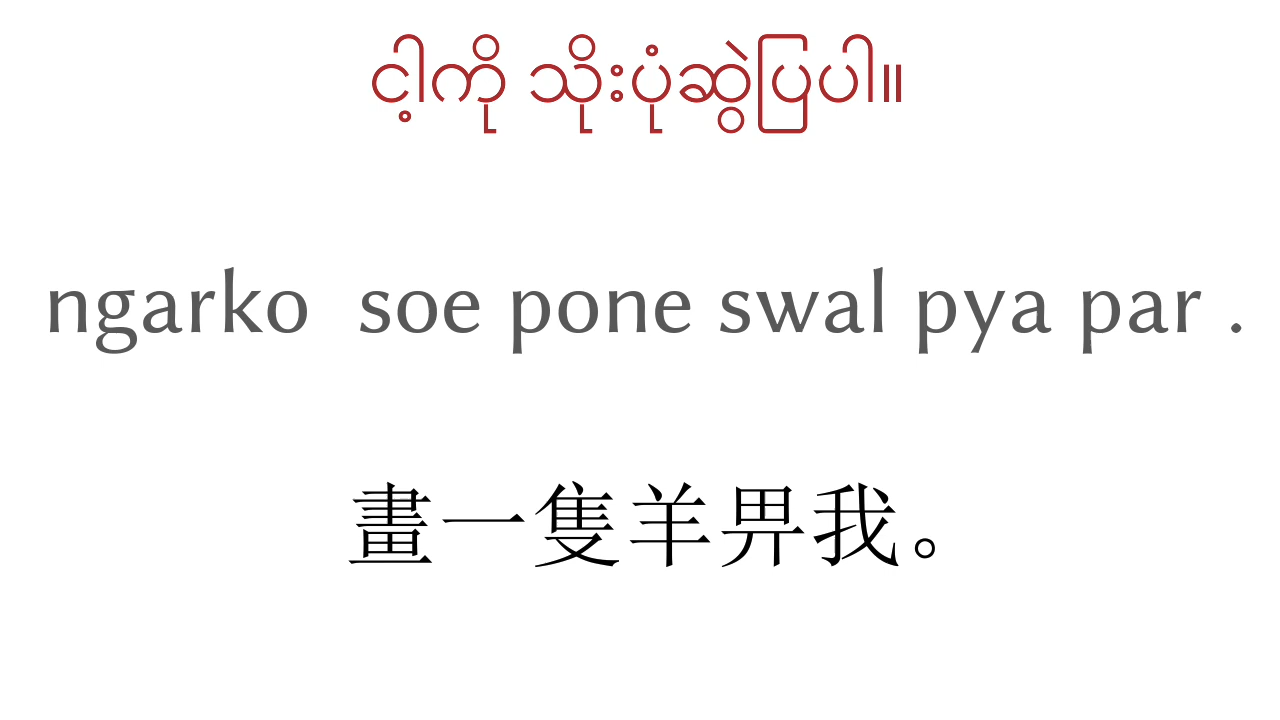 ငါ့ကို သိုးပုံဆွဲပြပါ။
ngarko  soe pone swal pya par .
畫一隻羊畀我。